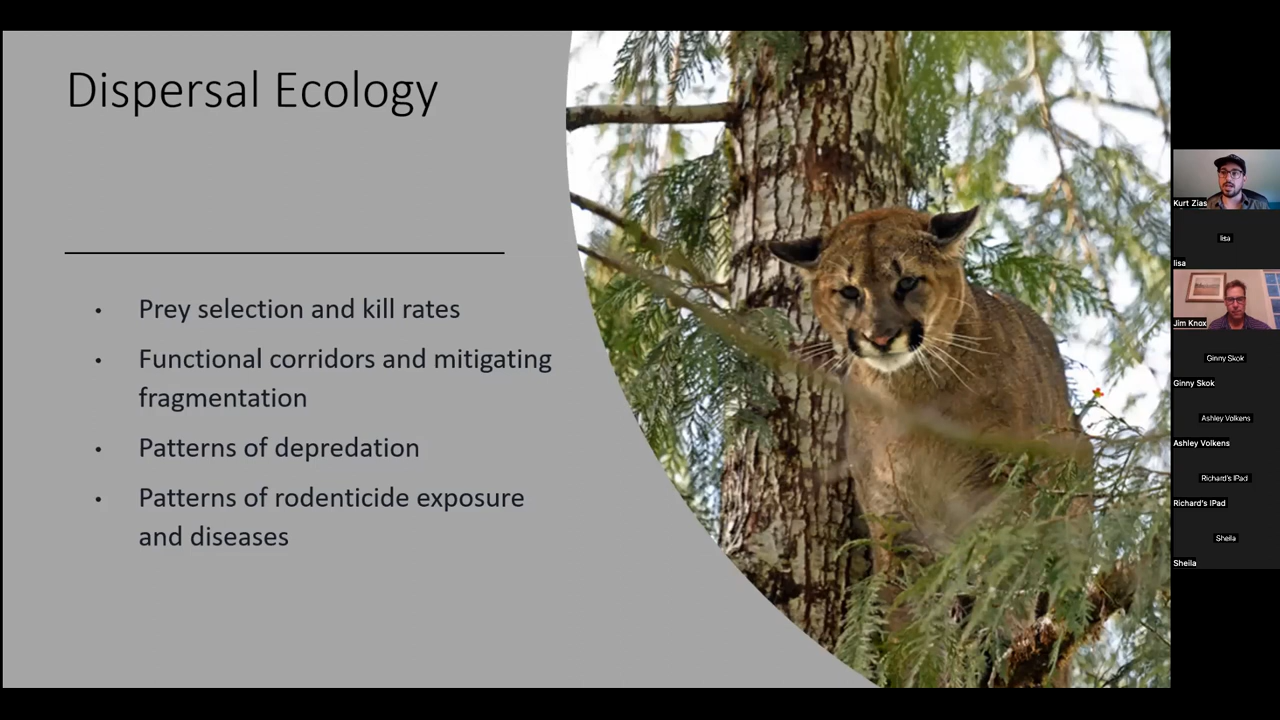 Dispersal Ecology
• Prey selection and kill rates
• Functional corridors and mitigating
fragmentation
• Patterns of depredation
• Patterns of rodenticide exposure
and diseases
Kurt Zias
lisa
lisa
Jim Knox
Ginny Skok
Ginny Skok
Ashley Volkens
Ashley Volkens
Richard's iPad
Richard's iPad
Sheila
Sheila